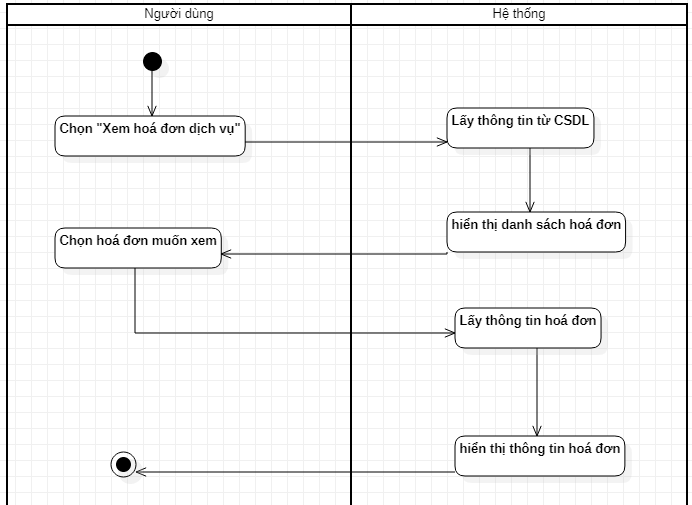 Người dùng
Hệ thống
Chọn "Xem hoá đơn dịch vụ"
Lấy thông tin từ CSDL
hiển thị danh sách hoá đơn
Chọn hoá đơn muốn xem
Lấy thông tin hoá đơn
hiển thị thông tin hoá đơn